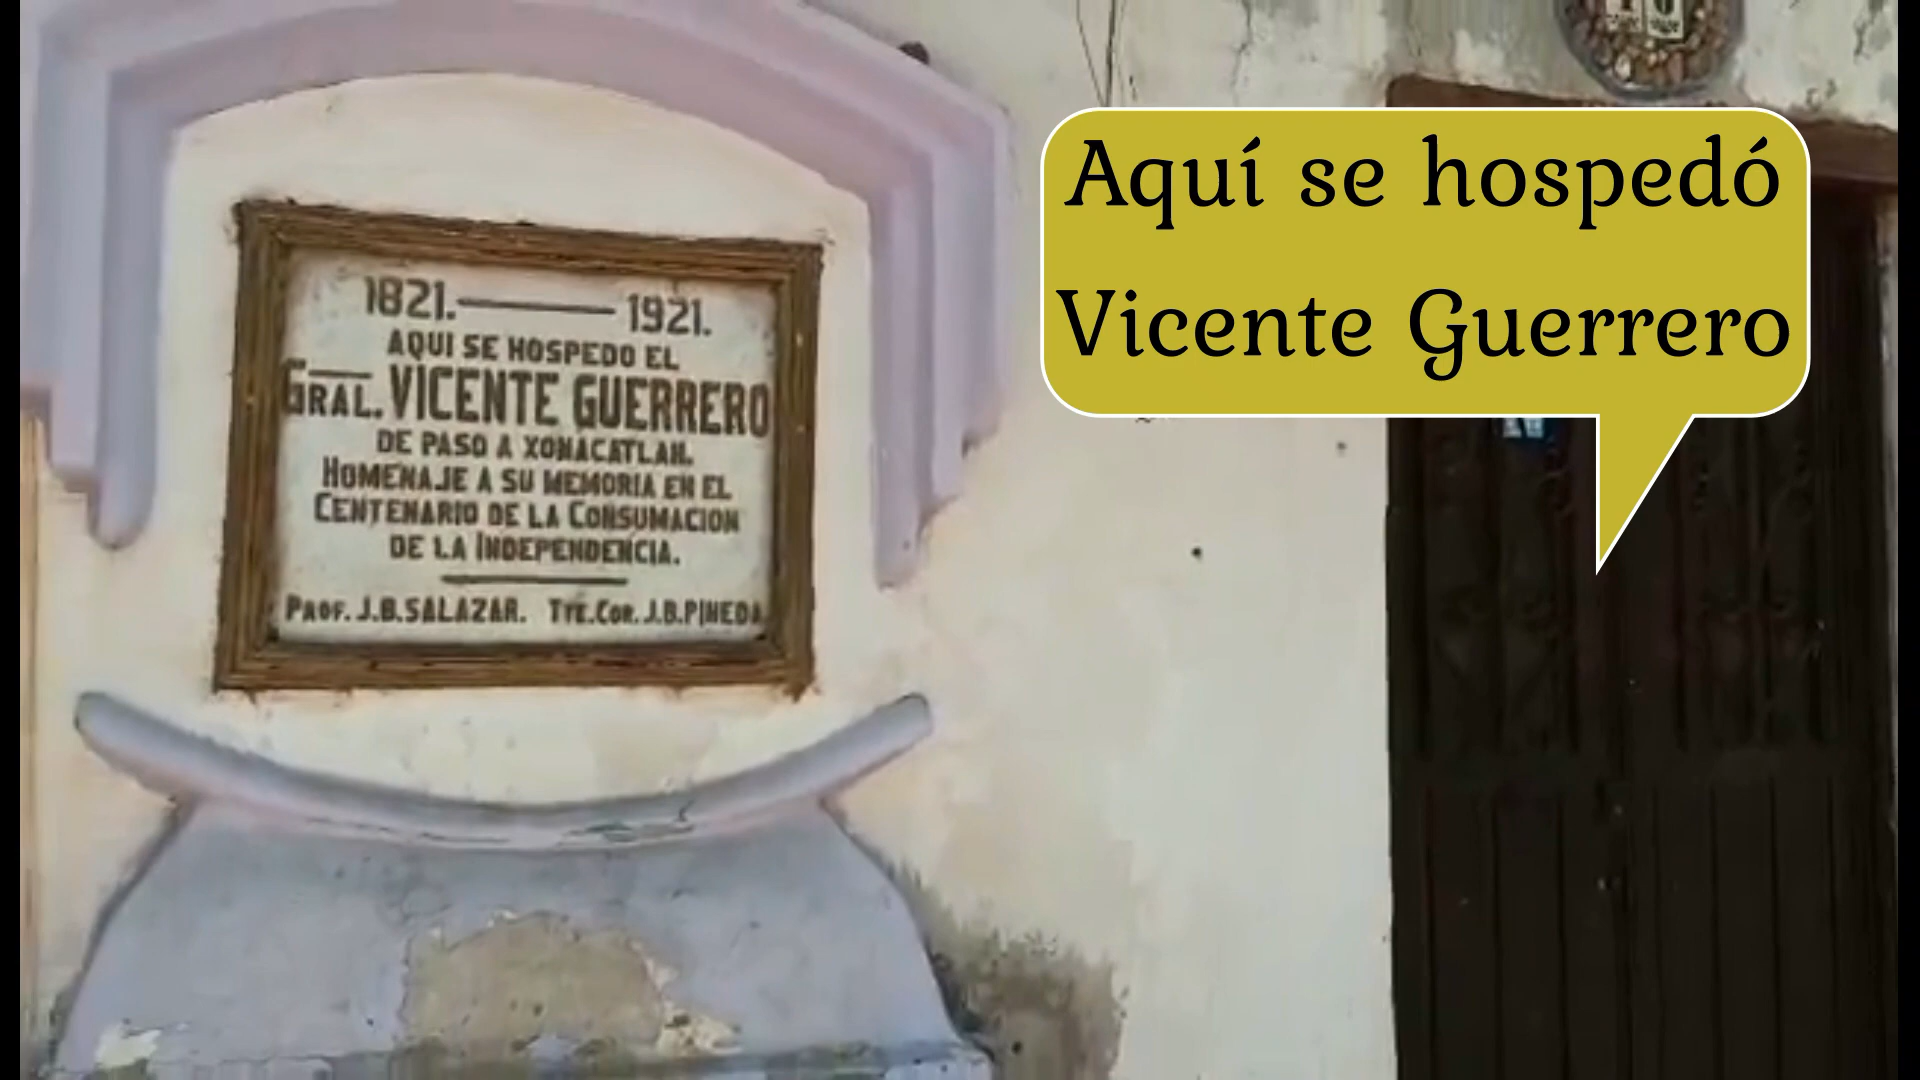 1821.——1921.
AQUI SE HOSPEDO EL
GRAL. VICENTE GUERRERO
DE PASO A XONACATLAN.
HOMENAJE A SU MEMORIA EN EL
CENTENARIO DE LA CONSUMACION
DE LA INDEPENDENCIA.
PROF. J.B.SALAZAR. TTE.COR. J.B.PINEDA
Aquí se hospedó
Vicente Guerrero